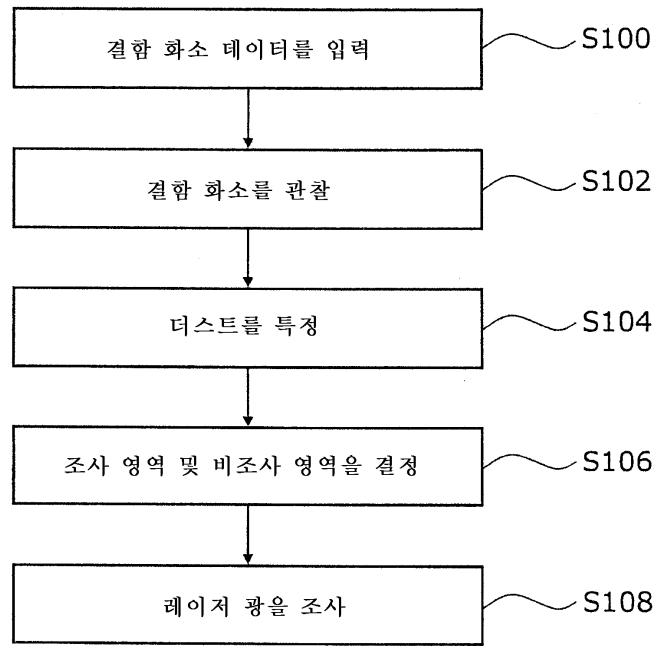 결함 화소 데이터를 입력
S100
결함 화소를 관찰
S102
더스트를 특정
S104
조사 영역 및 비조사 영역을 결정
S106
레이저 광을 조사
S108